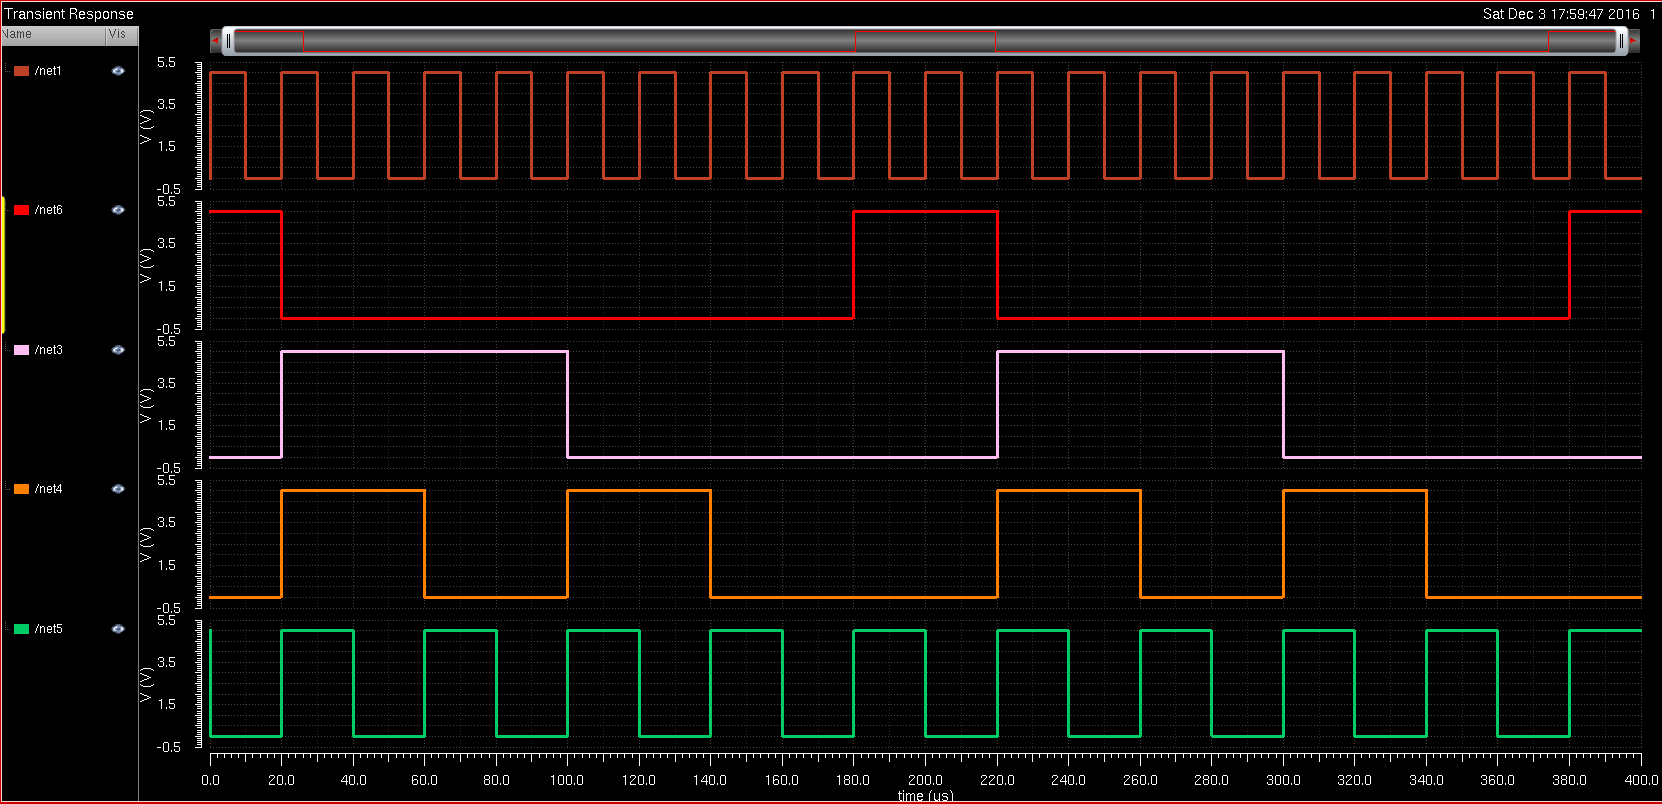 Transient Response Sat Dec 3 17:59:47 2016 1
Name Vis
/net1
5.5
3.5
1.5
-0.5
V (V)
/net6
5.5
3.5
1.5
-0.5
V (V)
/net3
5.5
3.5
1.5
-0.5
V (V)
/net4
5.5
3.5
1.5
-0.5
V (V)
/net5
5.5
3.5
1.5
-0.5
V (V)
0.0 20.0 40.0 60.0 80.0 100.0 120.0 140.0 160.0 180.0 200.0 220.0 240.0 260.0 280.0 300.0 320.0 340.0 360.0 380.0 400.0
time (us)